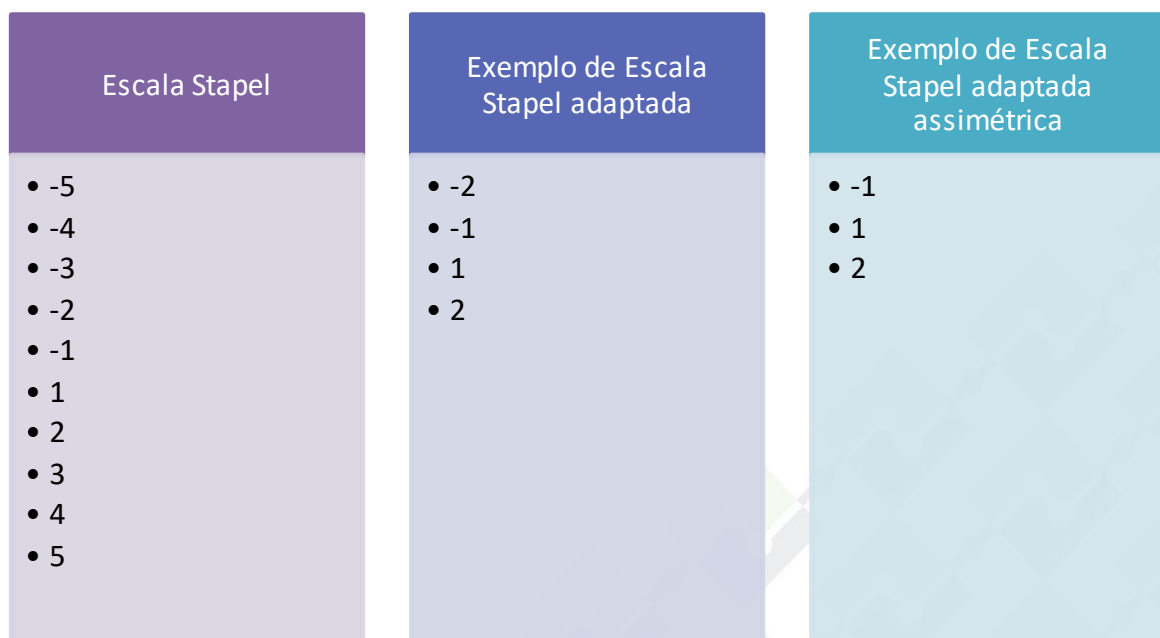 Escala Stapel
• -5
• -4
• -3
• -2
• -1
• 1
• 2
• 3
• 4
• 5
Exemplo de Escala
Stapel adaptada
• -2
• -1
• 1
• 2
Exemplo de Escala
Stapel adaptada
assimétrica
• -1
• 1
• 2